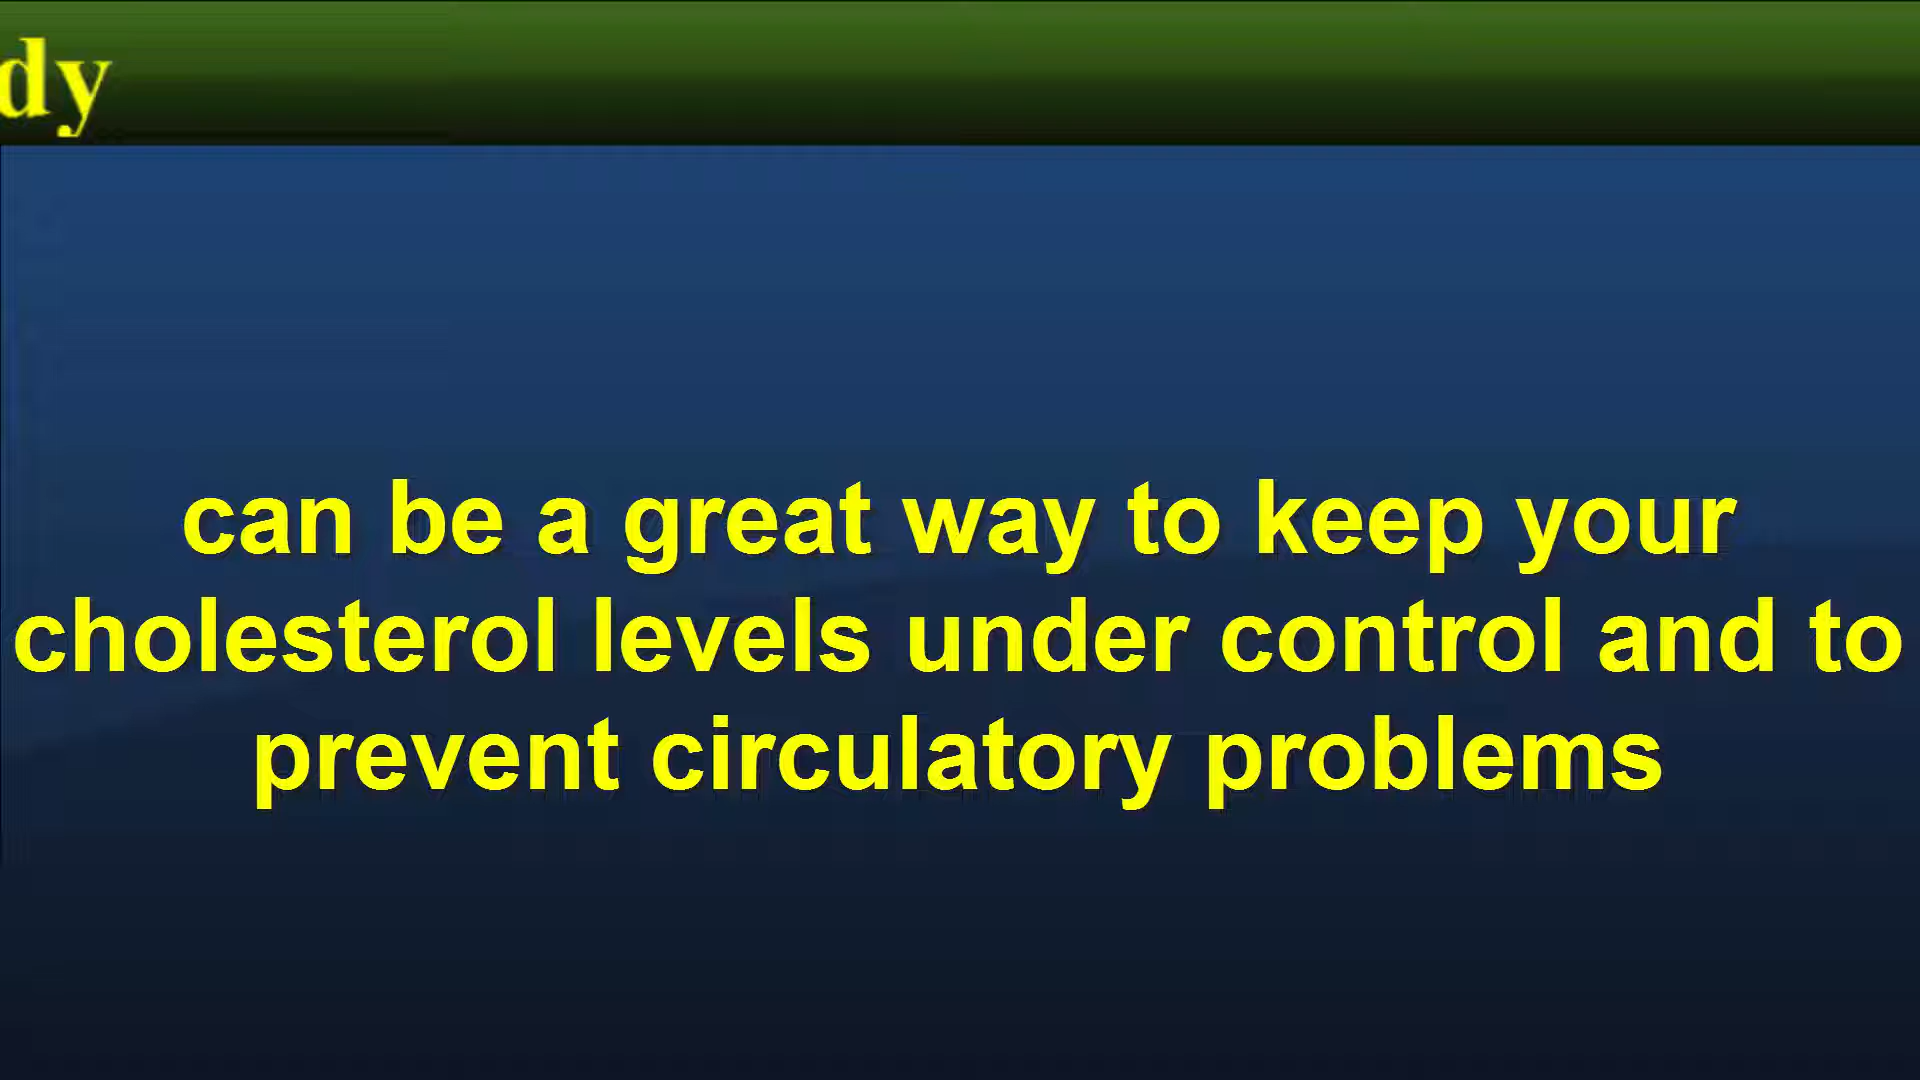 dy
can be a great way to keep your
cholesterol levels under control and to
prevent circulatory problems